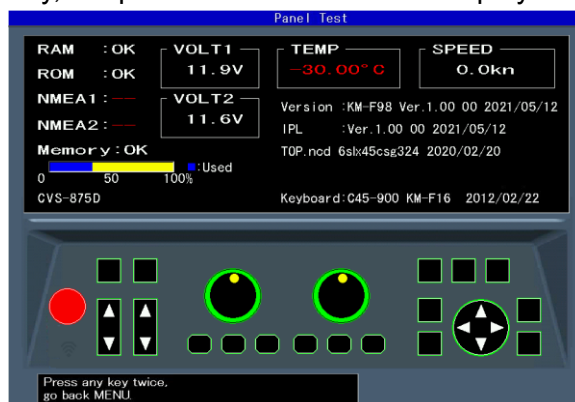 Panel Test
RAM :OK
ROM :OK
NMEA1:--
NMEA2:--
Memory:OK
:Used
0 50 100%
CVS-875D
VOLT1
11.9V
VOLT2
11.6V
TEMP
-30.00°C
SPEED
0.0kn
Version :KM-F98 Ver.1.00 00 2021/05/12
IPL :Ver.1.00 00 2021/05/12
TOP.ncd 6slx45csg324 2020/02/20
Keyboard:C45-900 KM-F16 2012/02/22
Press any key twice,
go back MENU.